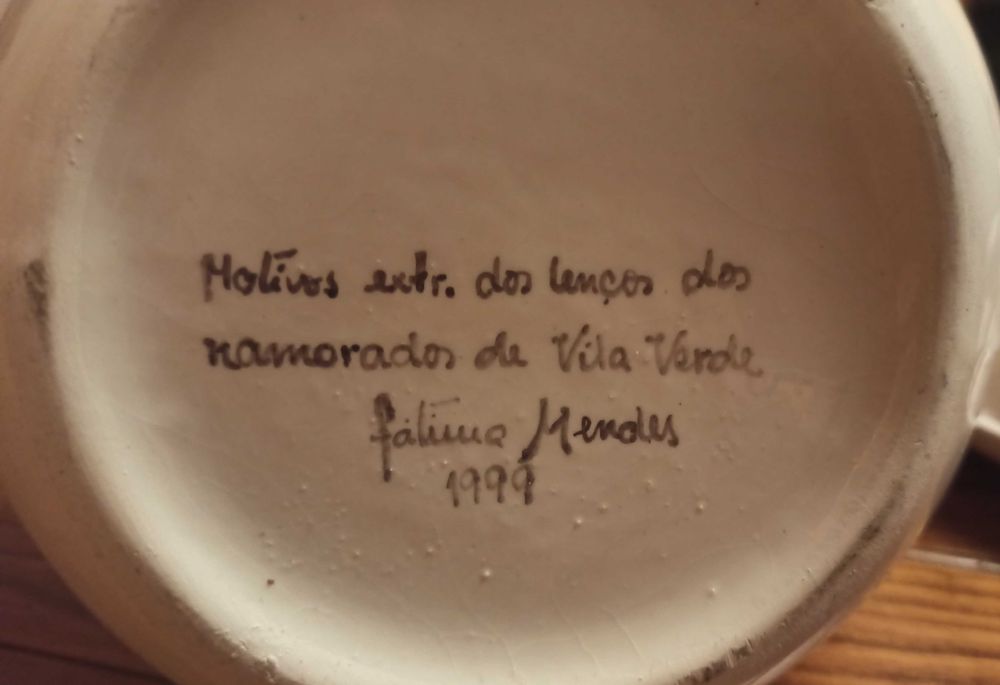 Motivos extr. dos lenços dos
namorados de Vila Verde
Fátima Mendes
1999